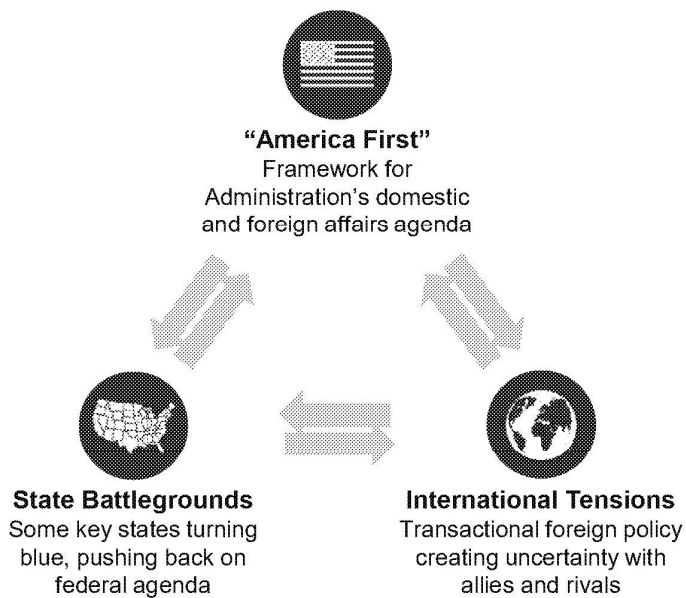 “America First”
Framework for
Administration’s domestic
and foreign affairs agenda
State Battlegrounds
Some key states turning
blue, pushing back on
federal agenda
International Tensions
Transactional foreign policy
creating uncertainty with
allies and rivals